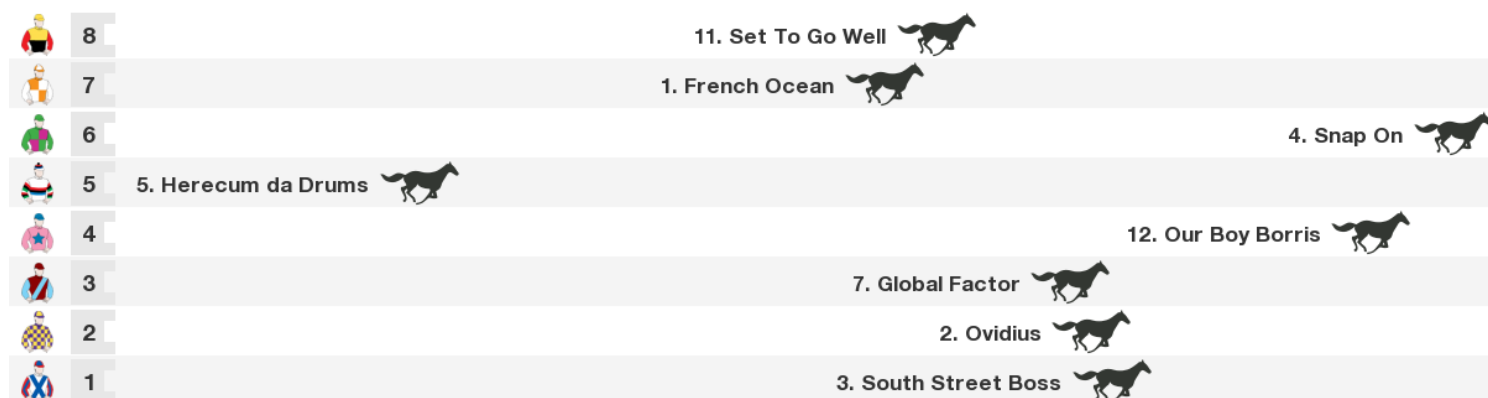 8 11. Set To Go Well
7 1. French Ocean
6 4. Snap On
5 5. Herecum da Drums
4 12. Our Boy Borris
3 7. Global Factor
2 2. Ovidius
1 3. South Street Boss